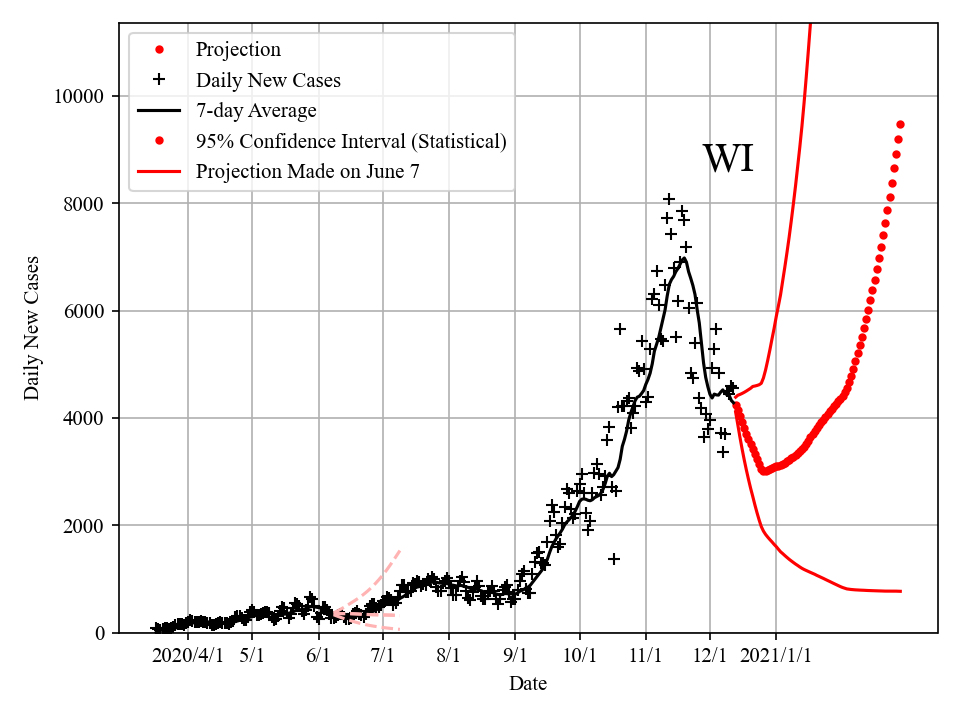 Projection
Daily New Cases
7-day Average
95% Confidence Interval (Statistical)
Projection Made on June 7
WI
10000
8000
6000
4000
2000
0
Daily New Cases
2020/4/1 5/1 6/1 7/1 8/1 9/1 10/1 11/1 12/1 2021/1/1
Date